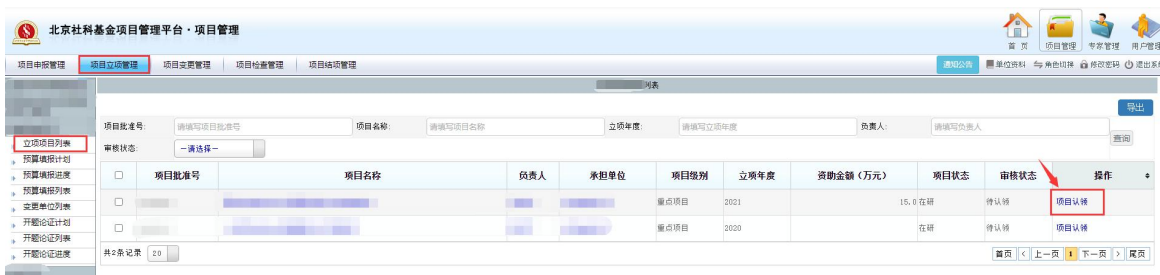 北京社科基金项目管理平台·项目管理
首 页 项目管理 专家管理 用户管理
项目申报管理 项目立项管理 项目变更管理 项目检查管理 项目结项管理 通知公告 单位资料 角色切换 修改密码 退出系
列表
导出
项目批准号: 请填写项目批准号 项目名称: 请填写项目名称 立项年度: 请填写立项年度 负责人: 请填写负责人
审核状态: -请选择- 查询
立项项目列表
预算填报计划
预算填报进度
预算填报列表
变更单位列表
开题论证计划
开题论证列表
开题论证进度
项目批准号 项目名称 负责人 承担单位 项目级别 立项年度 资助金额(万元) 项目状态 审核状态 操作
重点项目 2021 15.0 在研 待认领 项目认领
重点项目 2020 在研 待认领 项目认领
共2条记录 20 首页 < 上一页 1 下一页 > 尾页